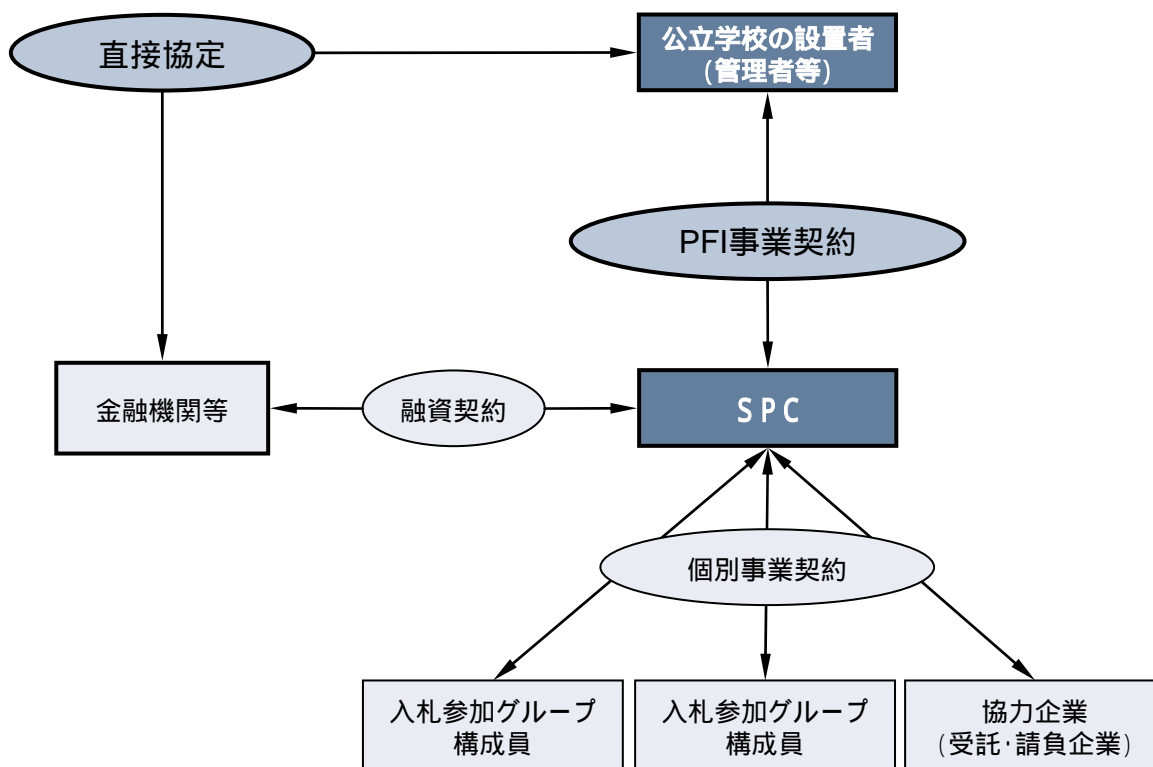 直接協定
公立学校の設置者
(管理者等)
PFI事業契約
金融機関等
融資契約
SPC
個別事業契約
入札参加グループ
構成員
入札参加グループ
構成員
協力企業
(受託･請負企業)